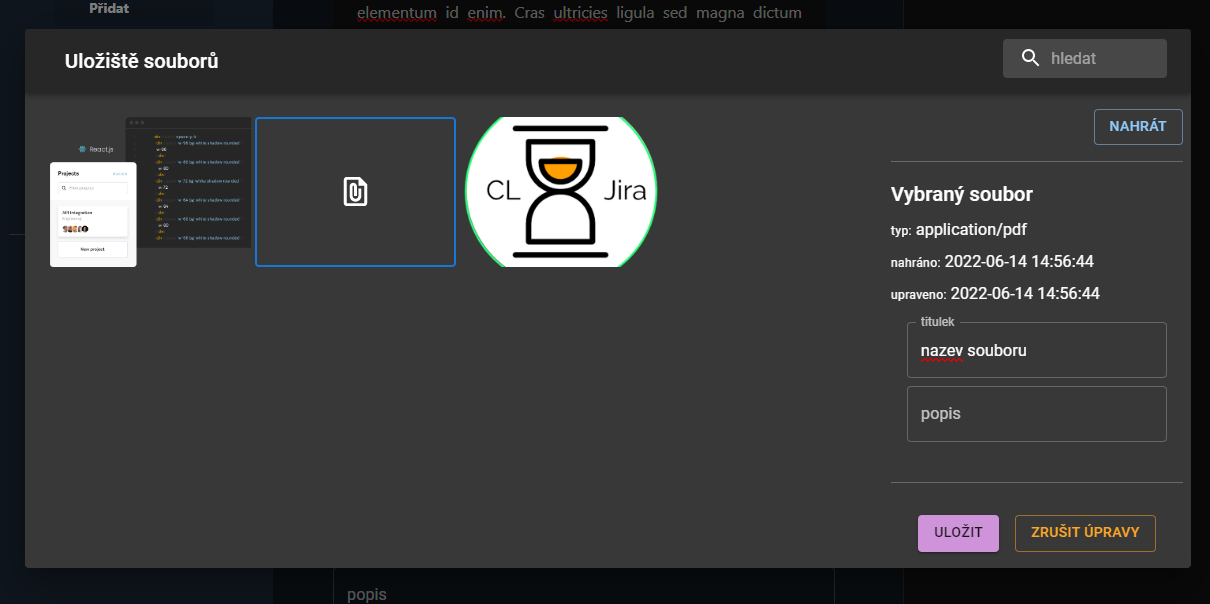 Přidat
elementum id enim. Cras ultricies ligula sed magna dictum
Uložiště souborů
hledat
React.js
Projects
API Integration
New project
CL Jira
NAHRÁT
Vybraný soubor
typ: application/pdf
nahráno: 2022-06-14 14:56:44
upraveno: 2022-06-14 14:56:44
titulek
nazev souboru
popis
ULOŽIT
ZRUŠIT ÚPRAVY
popis